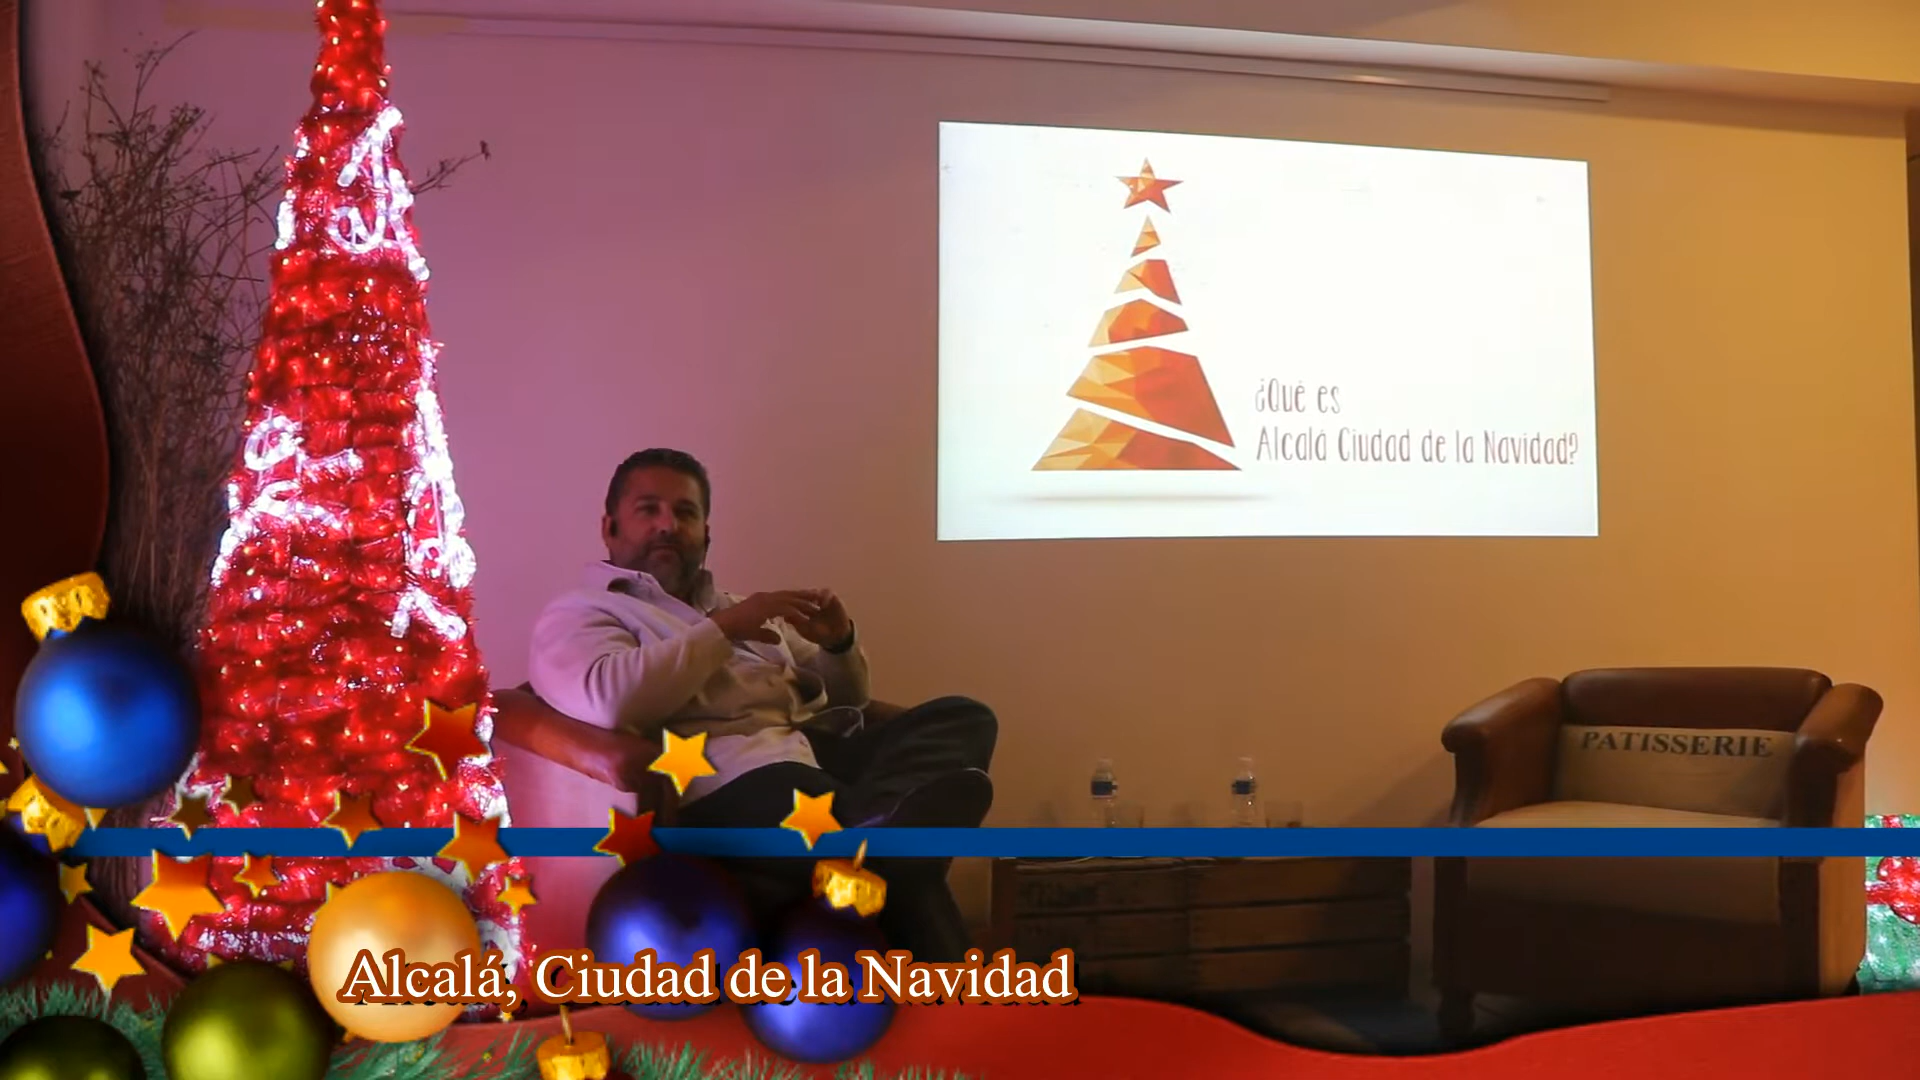 ¿Qué es
Alcalá Ciudad de la Navidad?
PATISSERIE
Alcalá, Ciudad de la Navidad